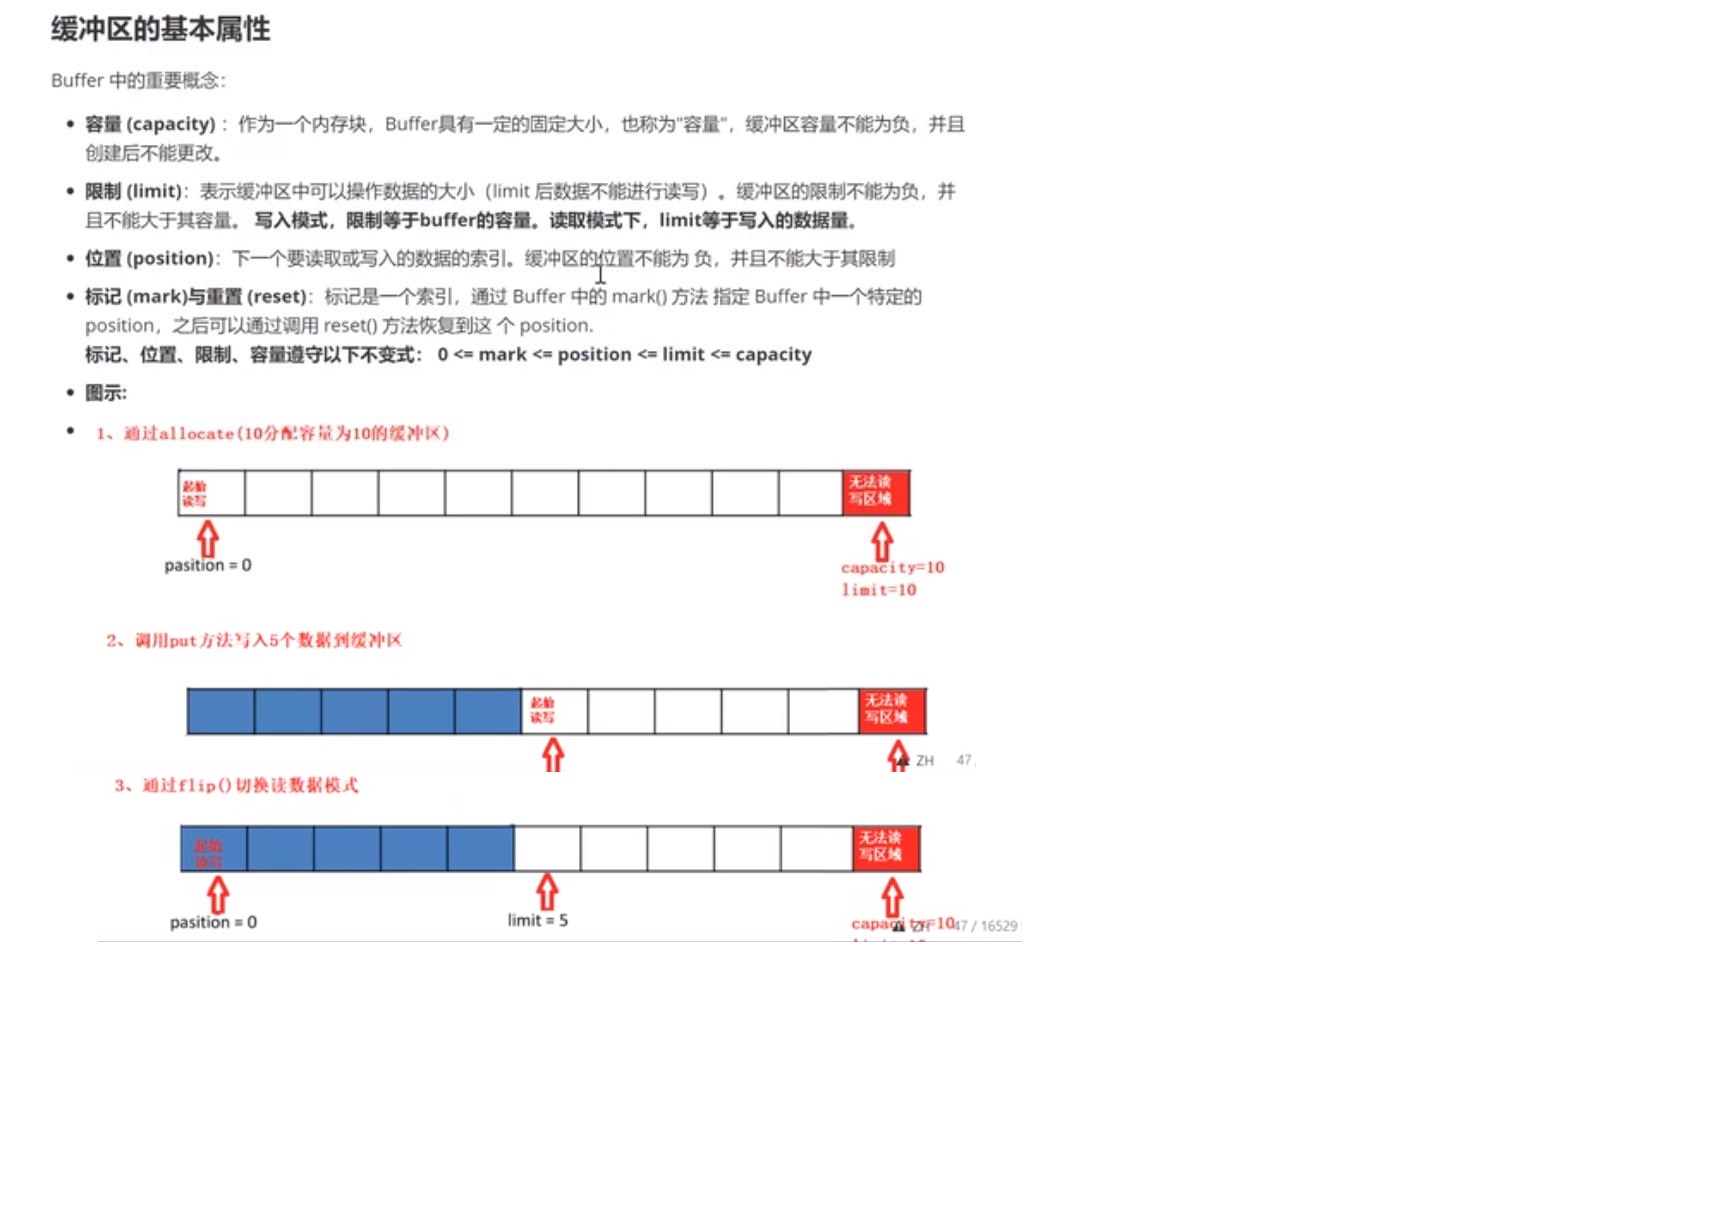 缓冲区的基本属性
Buffer 中的重要概念：
容量 (capacity) ：作为一个内存块，Buffer具有一定的固定大小，也称为"容量"，缓冲区容量不能为负，并且
创建后不能更改。
限制 (limit)：表示缓冲区中可以操作数据的大小（limit 后数据不能进行读写）。缓冲区的限制不能为负，并
且不能大于其容量。 写入模式，限制等于buffer的容量。读取模式下，limit等于写入的数据量。
位置 (position)：下一个要读取或写入的数据的索引。缓冲区的位置不能为 负，并且不能大于其限制
标记 (mark)与重置 (reset)：标记是一个索引，通过 Buffer 中的 mark() 方法 指定 Buffer 中一个特定的
position，之后可以通过调用 reset() 方法恢复到这 个 position.
标记、位置、限制、容量遵守以下不变式： 0 <= mark <= position <= limit <= capacity
图示:
1、通过allocate(10分配容量为10的缓冲区)
起始
读写
无法读
写区域
pasition = 0
capacity=10
limit=10
2、调用put方法写入5个数据到缓冲区
起始
读写
无法读
写区域
ZH 47
3、通过flip()切换读数据模式
起始
读写
无法读
写区域
pasition = 0
limit = 5
capacity=10
ZH 47 / 16529